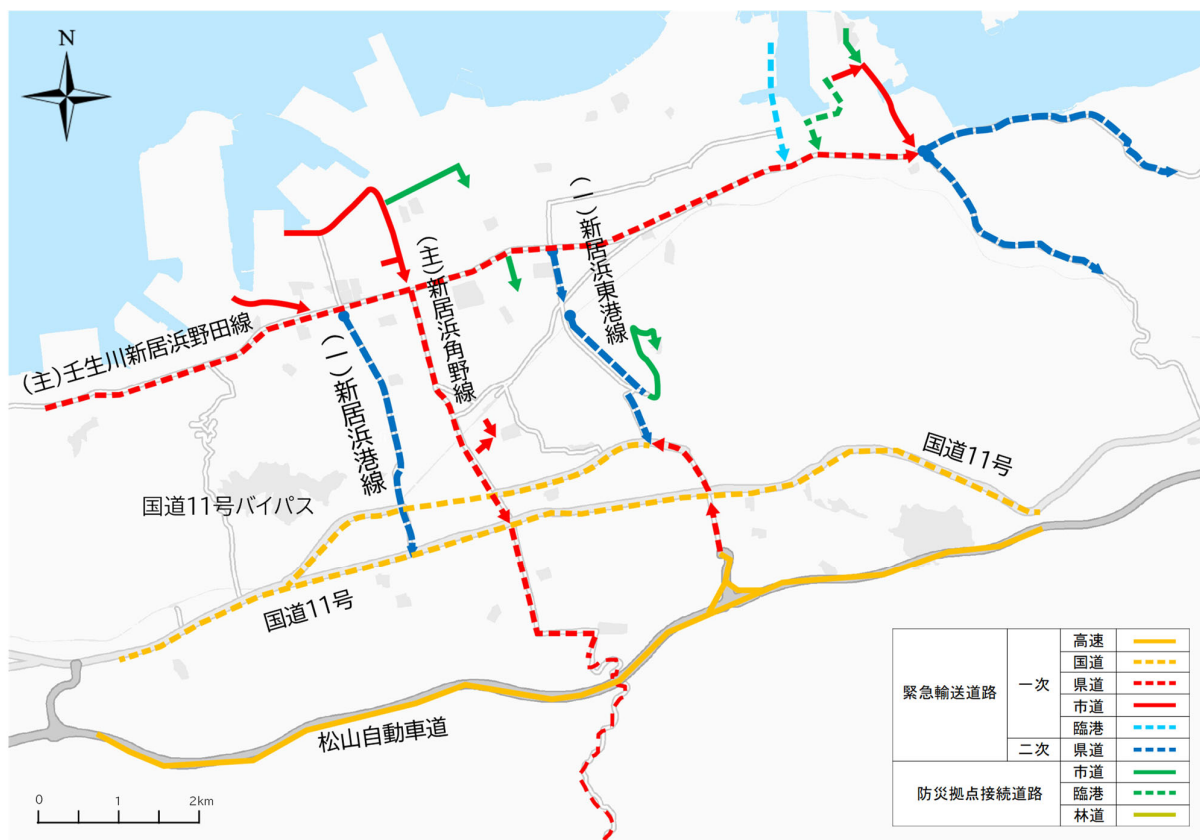 N
(一)新居浜東港線
(主)新居浜角野線
(主)壬生川新居浜野田線
(一)新居浜港線
国道11号
国道11号バイパス
国道11号
松山自動車道
緊急輸送道路
一次
高速
国道
県道
市道
臨港
二次
県道
防災拠点接続道路
市道
臨港
林道
0 1 2km